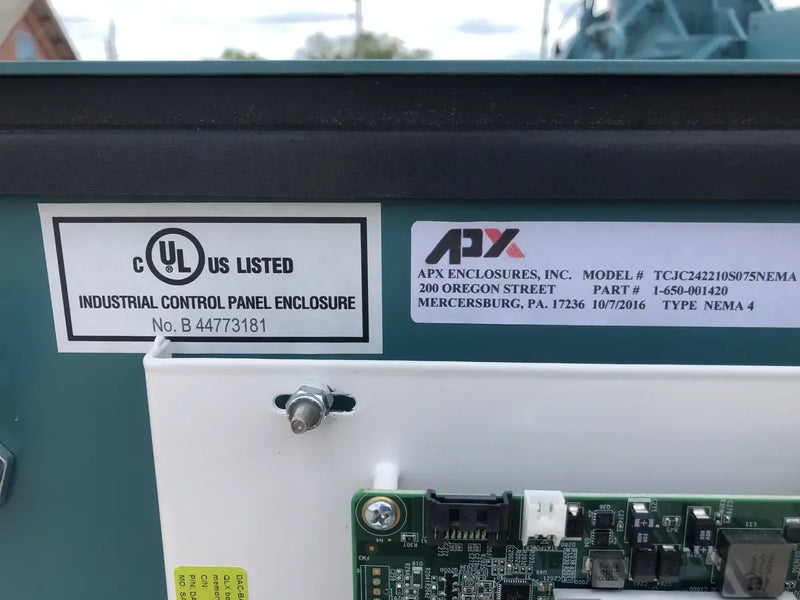 C UL US LISTED
INDUSTRIAL CONTROL PANEL ENCLOSURE
No. B 44773181
APX
APX ENCLOSURES, INC. MODEL # TCJC242210S075NEMA
200 OREGON STREET PART # 1-650-001420
MERCERSBURG, PA. 17236 10/7/2016 TYPE NEMA 4